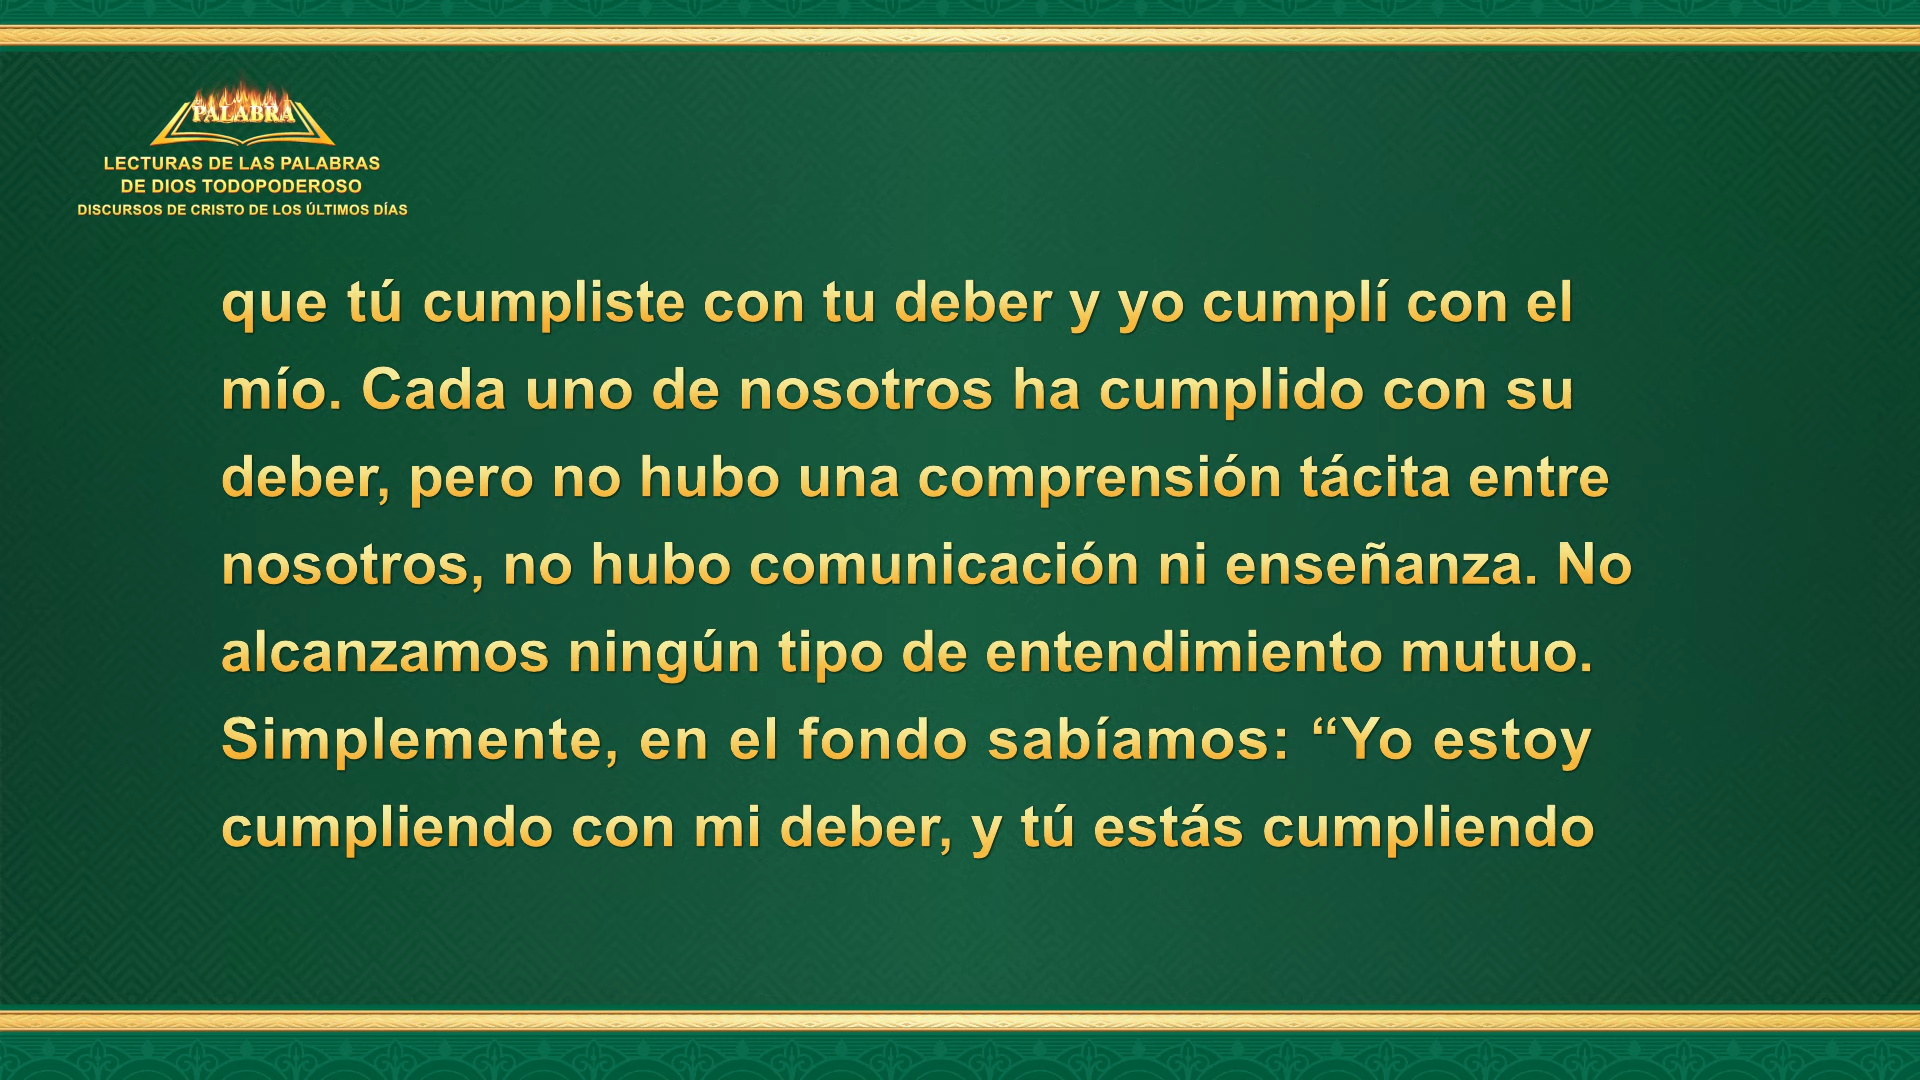 PALABRA
LECTURAS DE LAS PALABRAS
DE DIOS TODOPODEROSO
DISCURSOS DE CRISTO DE LOS ÚLTIMOS DÍAS
que tú cumpliste con tu deber y yo cumplí con el
mío. Cada uno de nosotros ha cumplido con su
deber, pero no hubo una comprensión tácita entre
nosotros, no hubo comunicación ni enseñanza. No
alcanzamos ningún tipo de entendimiento mutuo.
Simplemente, en el fondo sabíamos: “Yo estoy
cumpliendo con mi deber, y tú estás cumpliendo